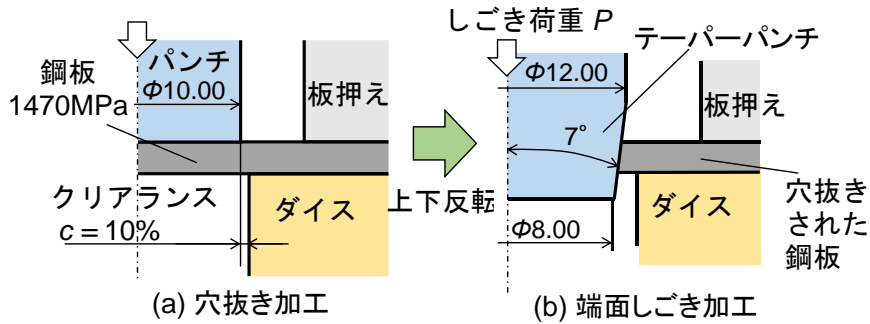 パンチ
鋼板
1470MPa
Φ10.00
板押え
クリアランス
c = 10%
ダイス
(a) 穴抜き加工
上下反転
しごき荷重 P
テーパーパンチ
Φ12.00
板押え
7°
Φ8.00
ダイス
穴抜き
された
鋼板
(b) 端面しごき加工